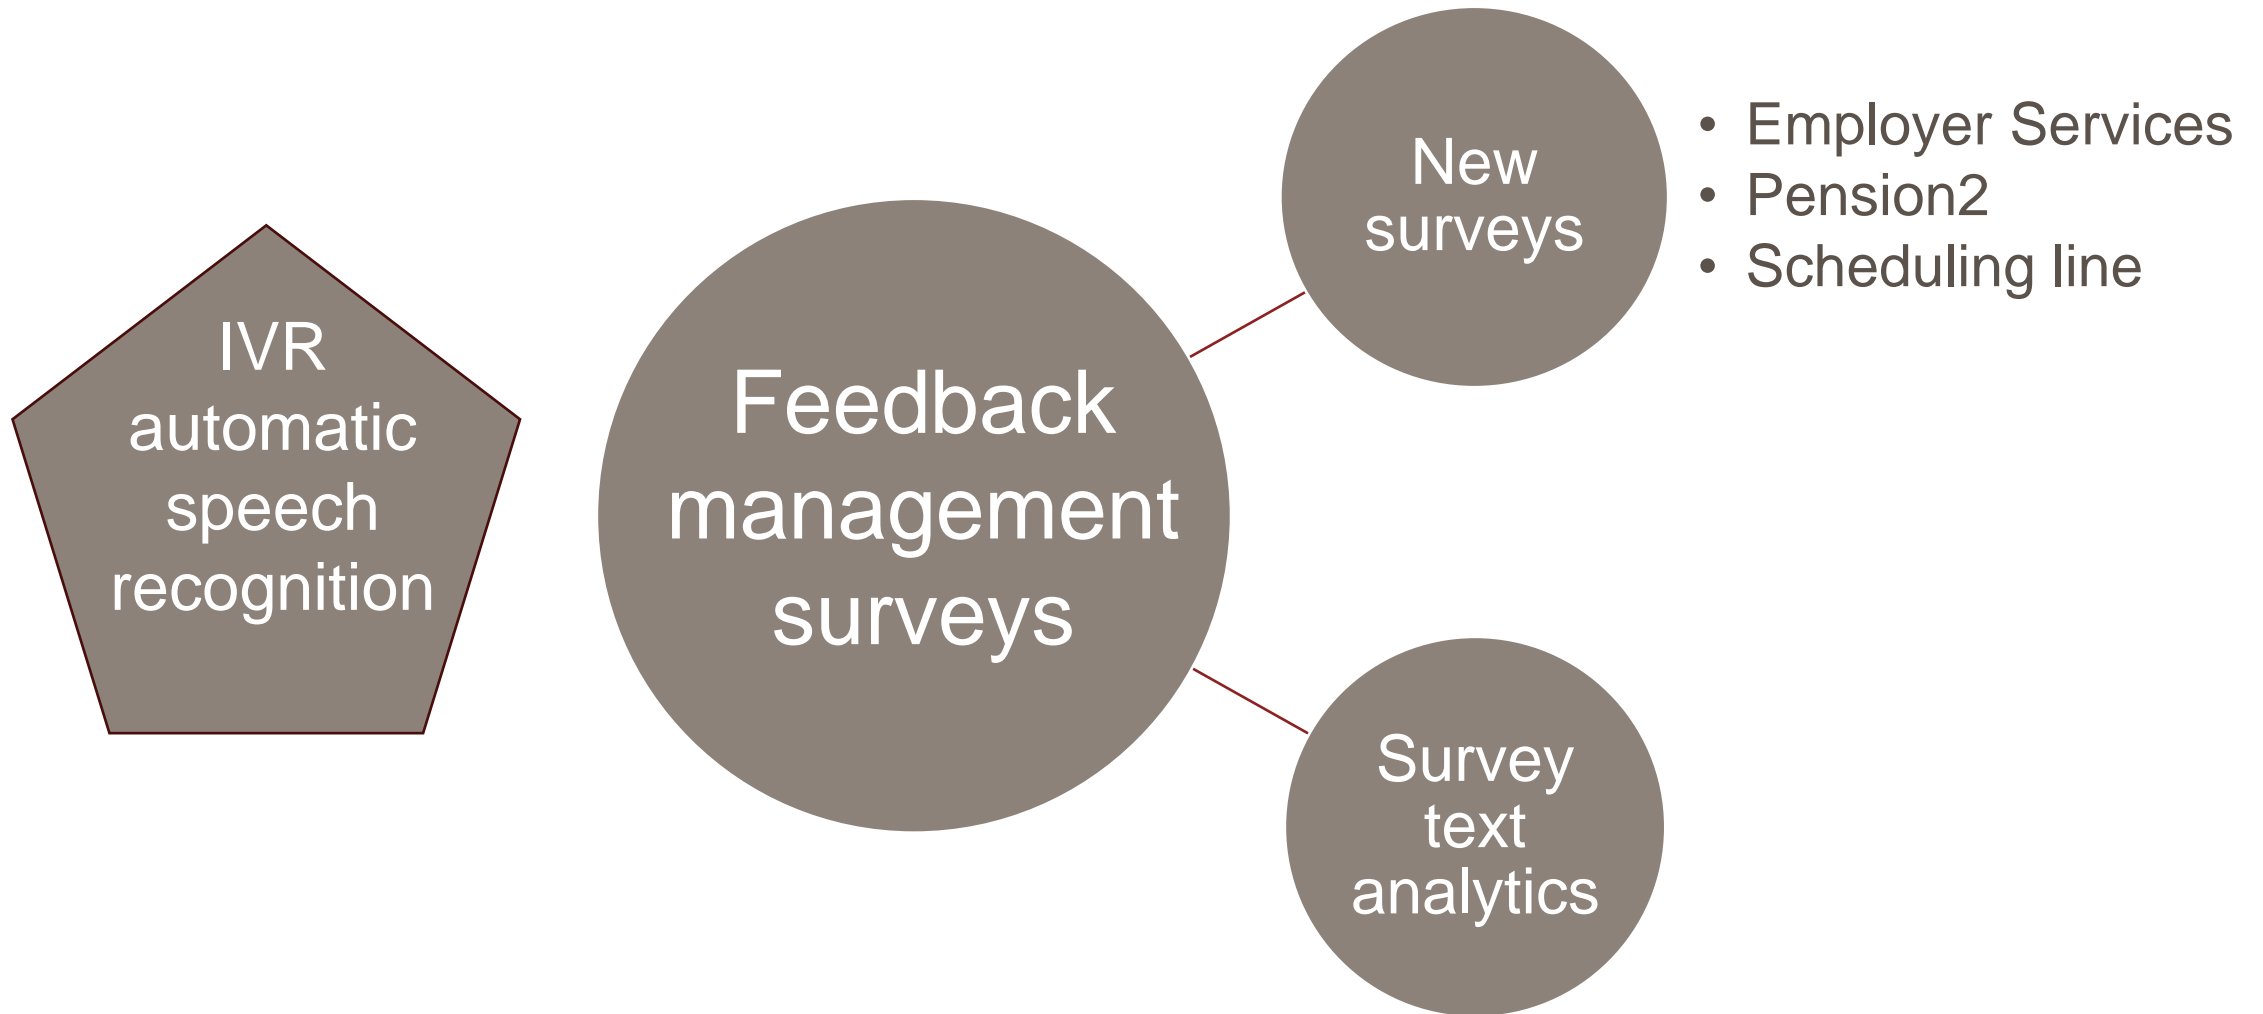 IVR
automatic
speech
recognition
Feedback
management
surveys
New
surveys
• Employer Services
• Pension2
• Scheduling line
Survey
text
analytics